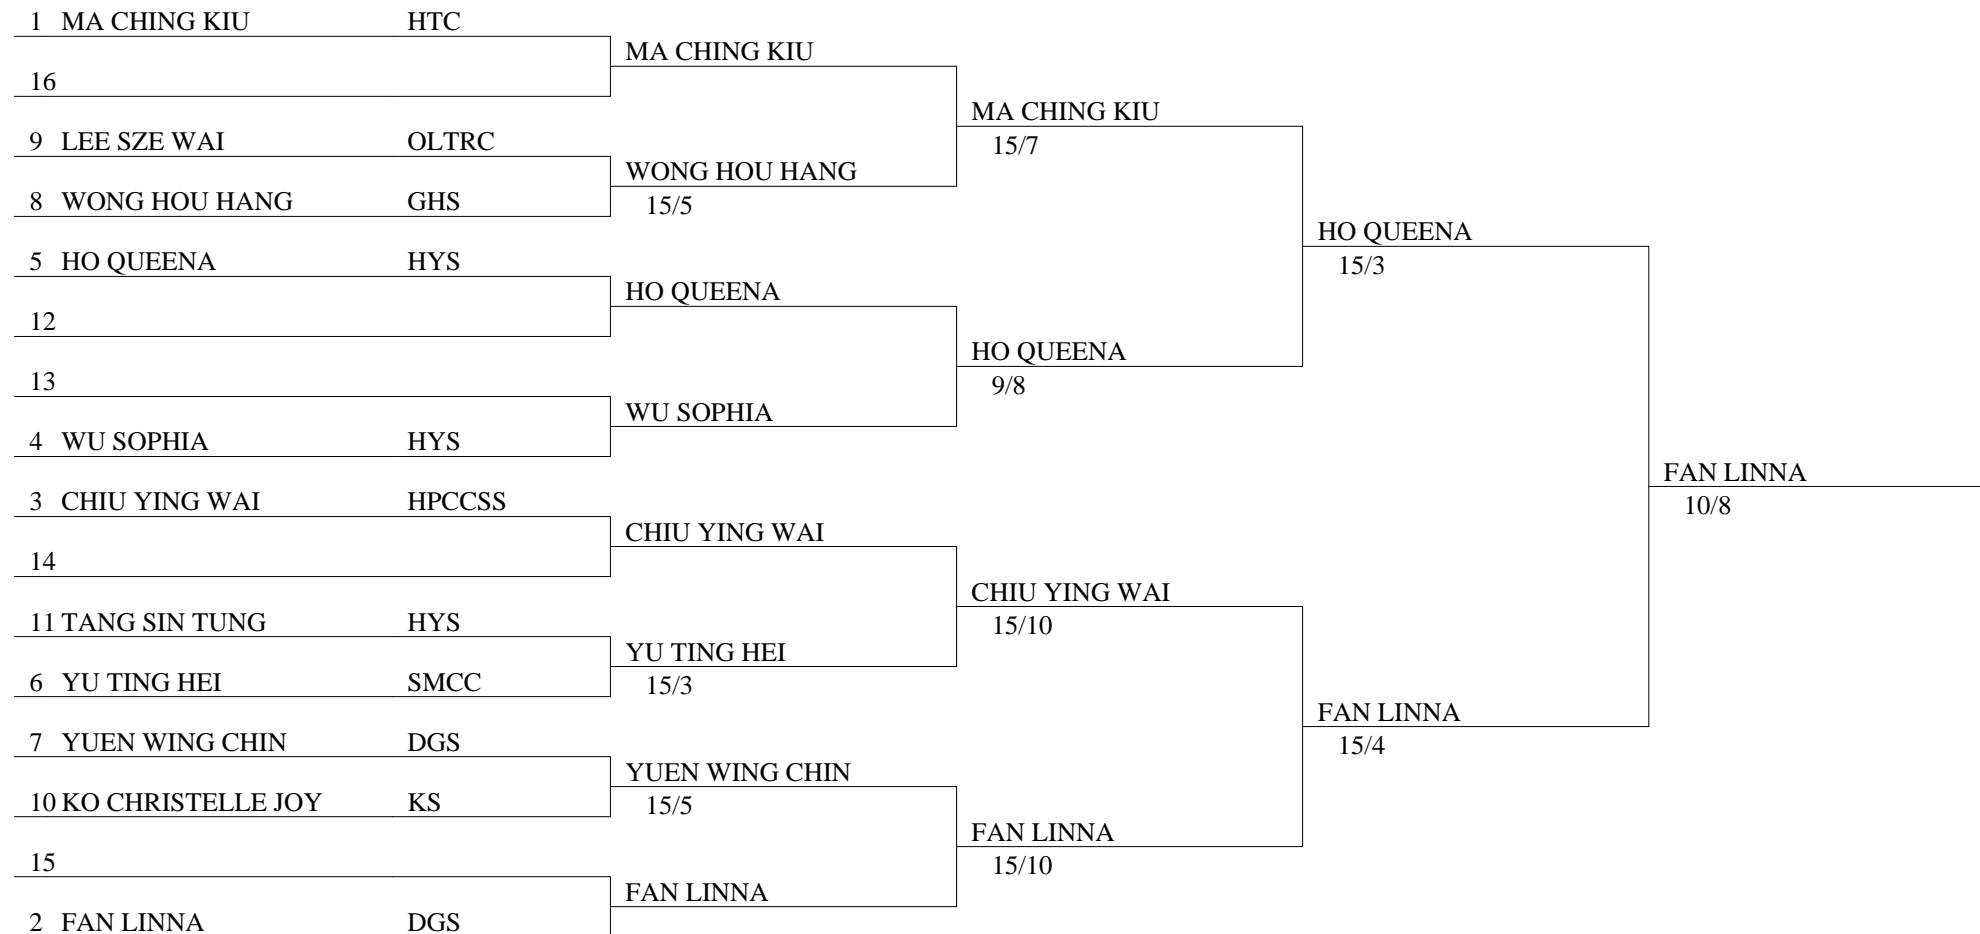 1 MA CHING KIU HTC
MA CHING KIU
16
MA CHING KIU
15/7
9 LEE SZE WAI OLTRC
WONG HOU HANG
15/5
8 WONG HOU HANG GHS
HO QUEENA
15/3
5 HO QUEENA HYS
HO QUEENA
12
HO QUEENA
9/8
13
WU SOPHIA
4 WU SOPHIA HYS
FAN LINNA
10/8
3 CHIU YING WAI HPCCSS
CHIU YING WAI
14
CHIU YING WAI
15/10
11 TANG SIN TUNG HYS
YU TING HEI
15/3
6 YU TING HEI SMCC
FAN LINNA
15/4
7 YUEN WING CHIN DGS
YUEN WING CHIN
15/5
10 KO CHRISTELLE JOY KS
FAN LINNA
15/10
15
FAN LINNA
2 FAN LINNA DGS